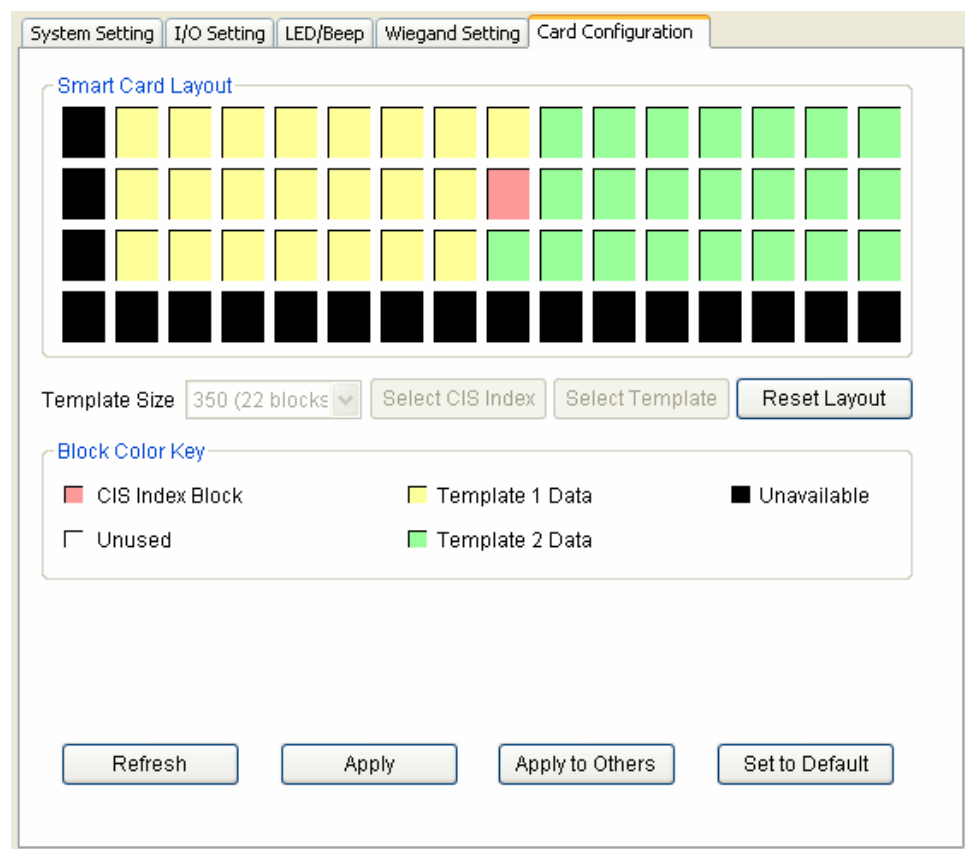 System Setting I/O Setting LED/Beep Wiegand Setting Card Configuration
Smart Card Layout
Template Size 350 (22 blocks Select CIS Index Select Template Reset Layout
Block Color Key
CIS Index Block Template 1 Data Unavailable
Unused Template 2 Data
Refresh Apply Apply to Others Set to Default